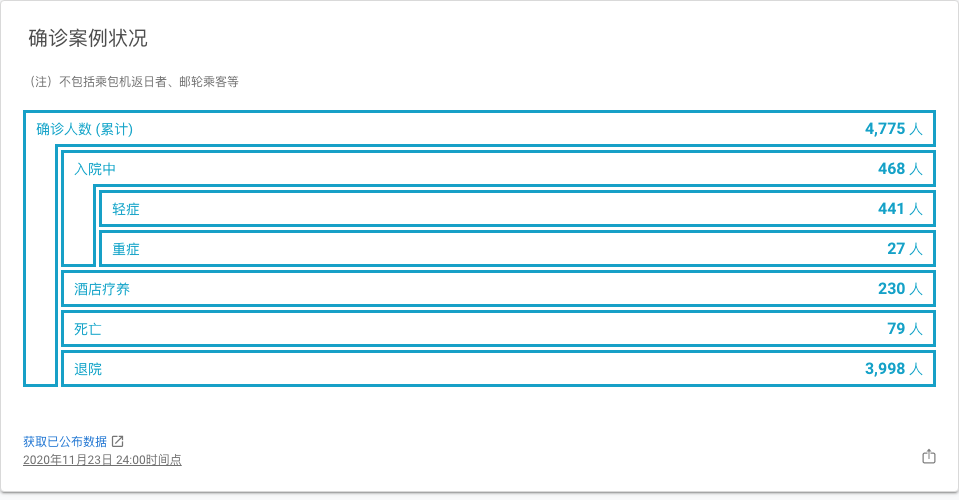 确诊案例状况
（注）不包括乘包机返日者、邮轮乘客等
确诊人数 (累计) 4,775 人
入院中 468 人
轻症 441 人
重症 27 人
酒店疗养 230 人
死亡 79 人
退院 3,998 人
获取已公布数据
2020年11月23日 24:00时间点